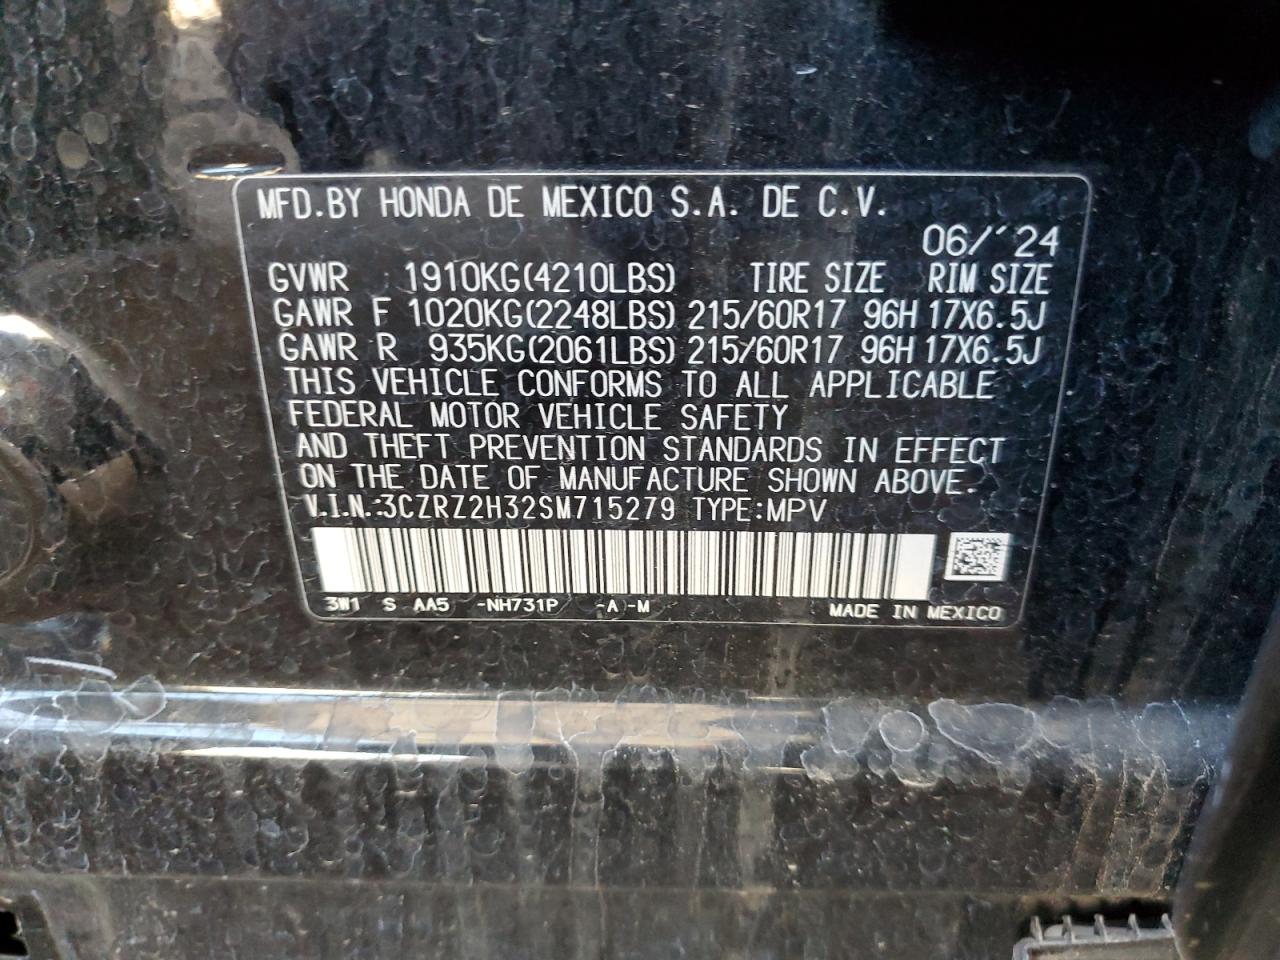 MFD.BY HONDA DE MEXICO S.A. DE C.V.
06/'24
GVWR 1910KG(4210LBS) TIRE SIZE RIM SIZE
GAWR F 1020KG(2248LBS) 215/60R17 96H 17X6.5J
GAWR R 935KG(2061LBS) 215/60R17 96H 17X6.5J
THIS VEHICLE CONFORMS TO ALL APPLICABLE
FEDERAL MOTOR VEHICLE SAFETY
AND THEFT PREVENTION STANDARDS IN EFFECT
ON THE DATE OF MANUFACTURE SHOWN ABOVE.
V.I.N.:3CZRZ2H32SM715279 TYPE:MPV
3W1 S AA5 -NH731P -A -M MADE IN MEXICO